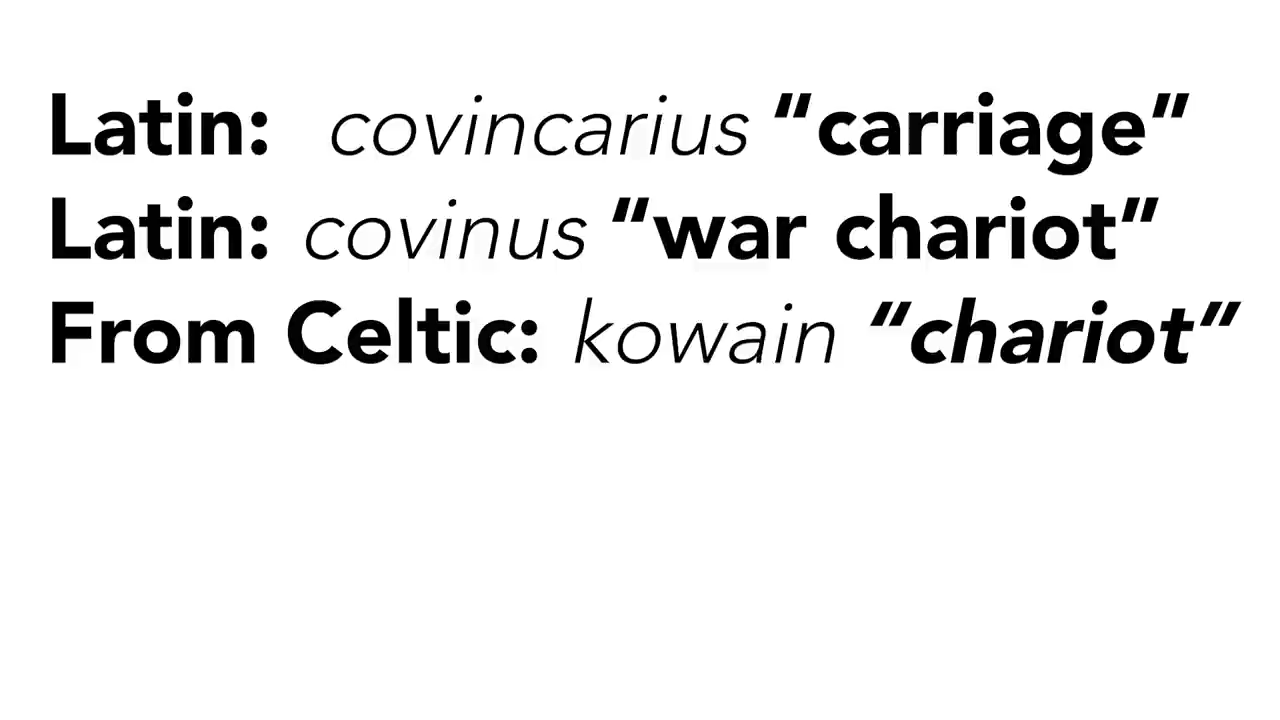 Latin: covincarius “carriage”
Latin: covinus “war chariot”
From Celtic: kowain “chariot”